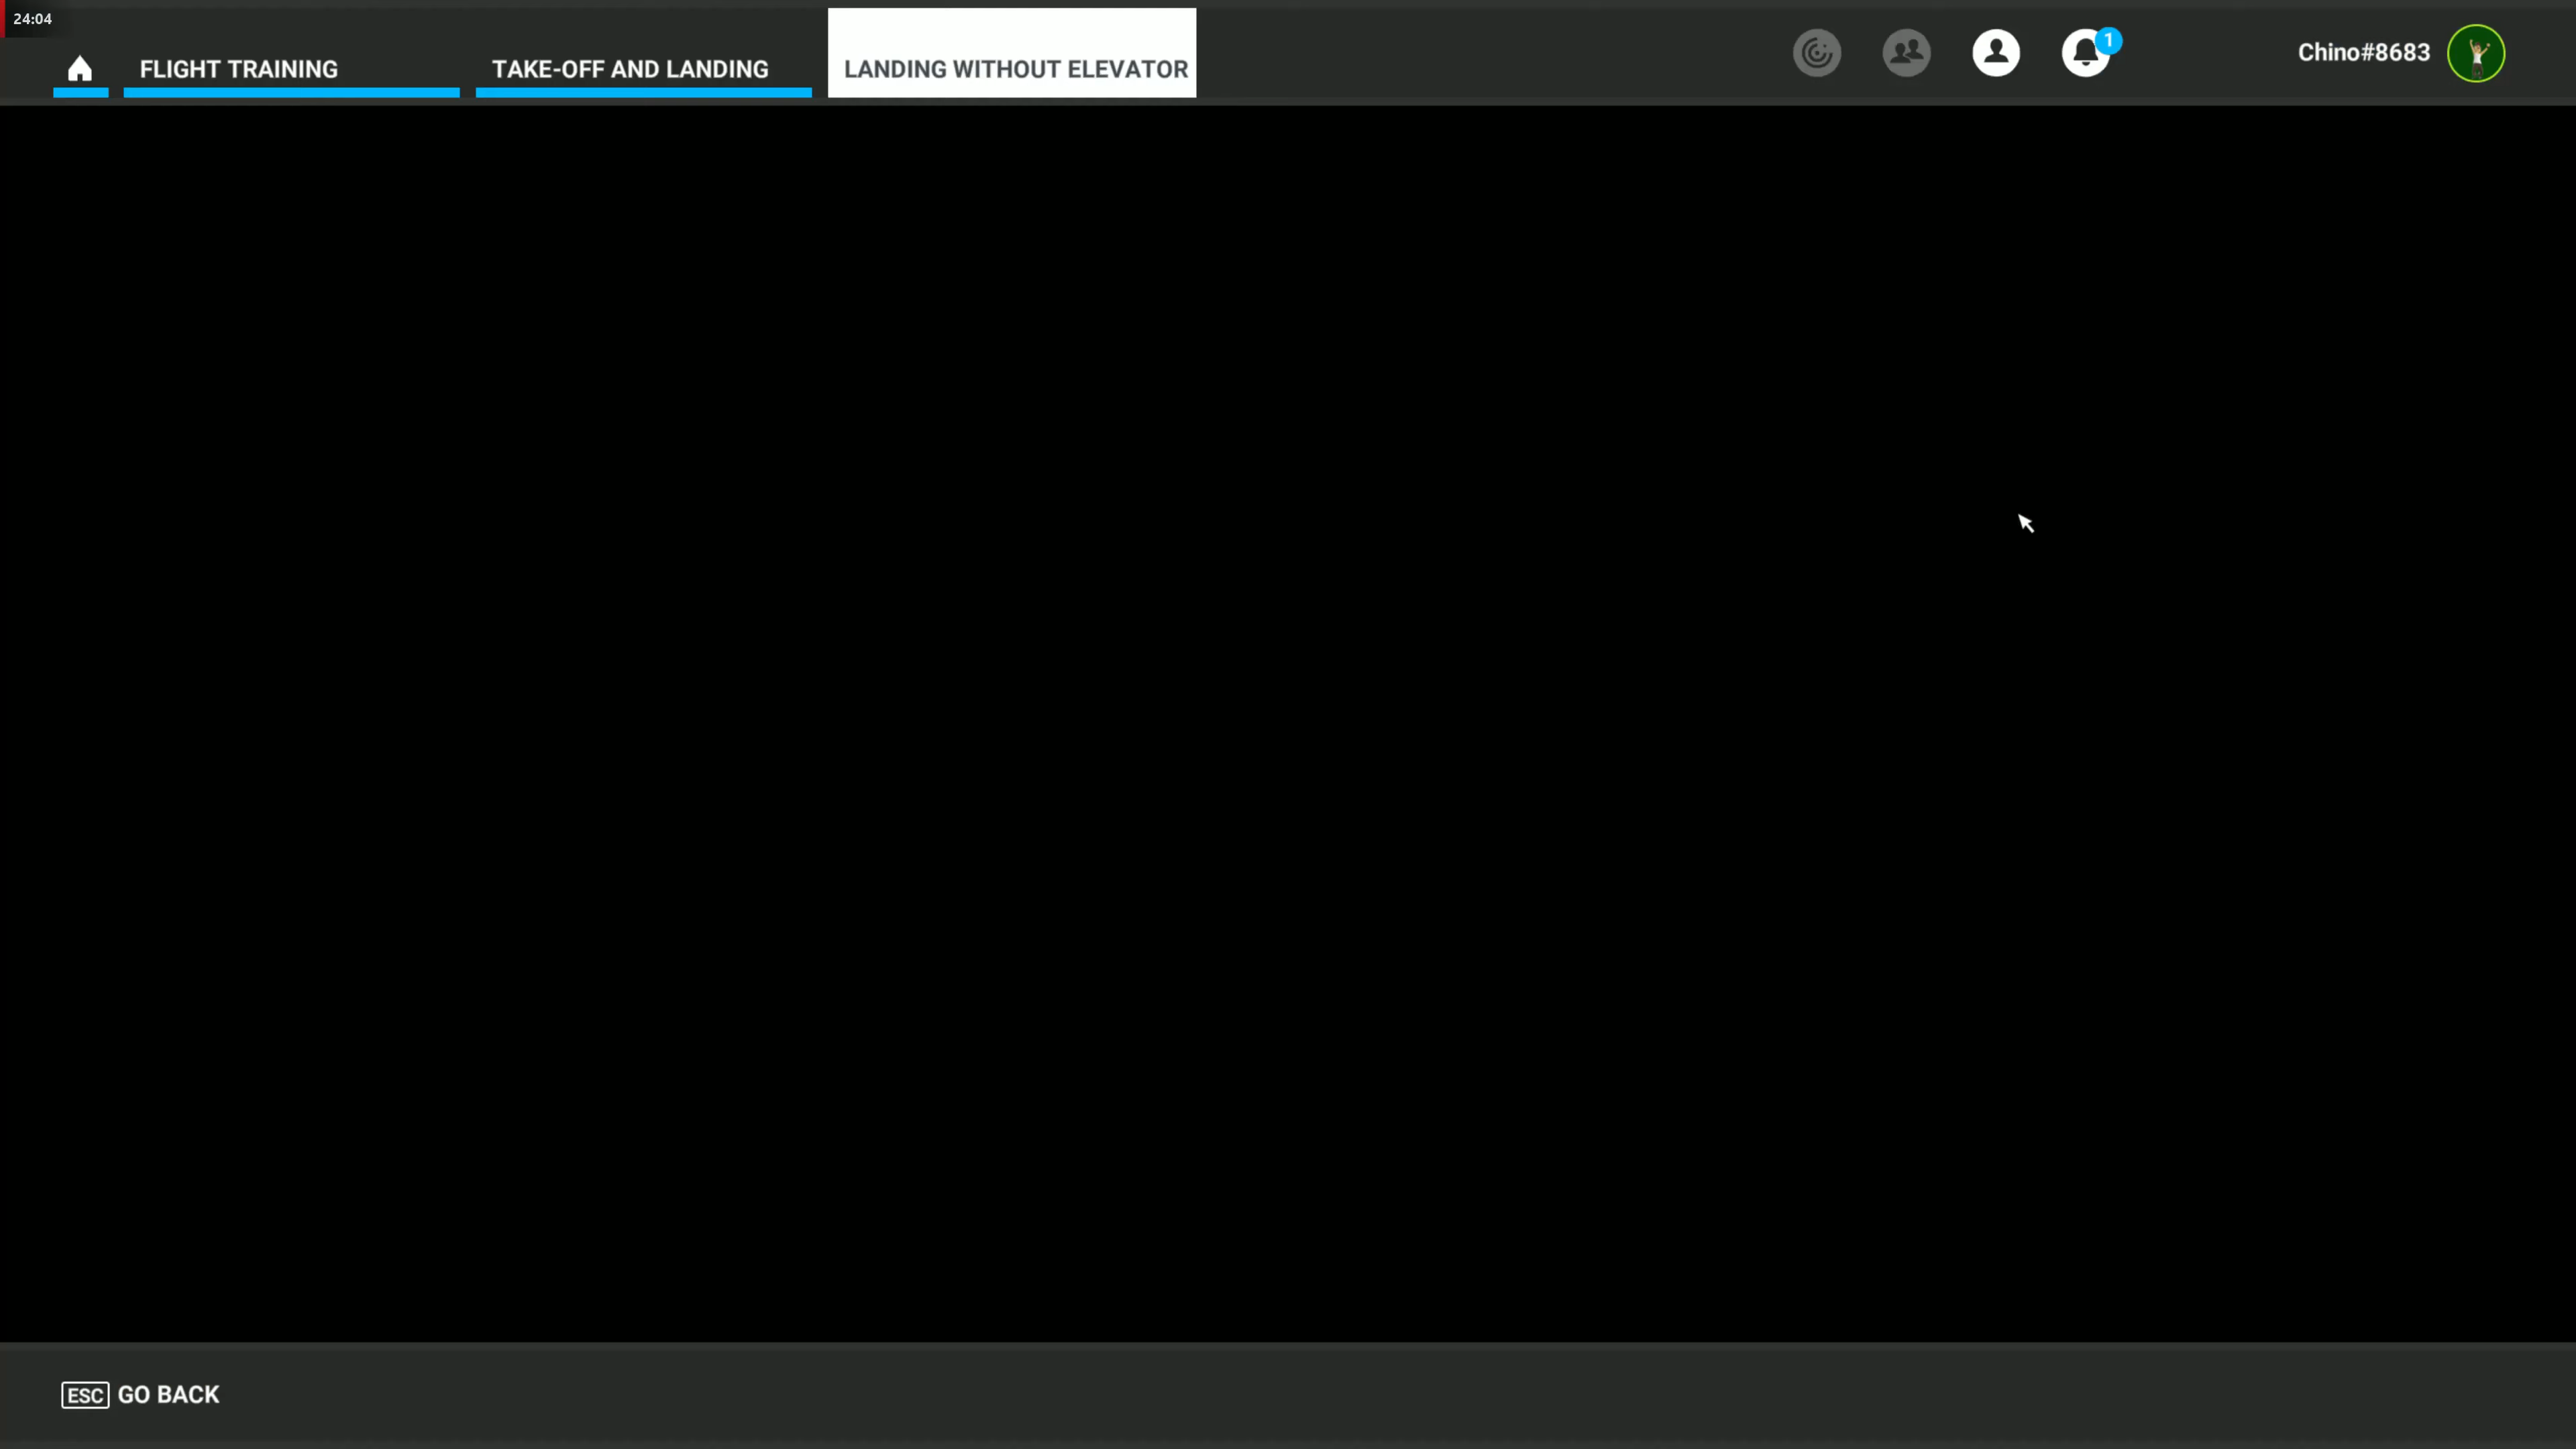 24:04
FLIGHT TRAINING
TAKE-OFF AND LANDING
LANDING WITHOUT ELEVATOR
1
Chino#8683
ESC GO BACK